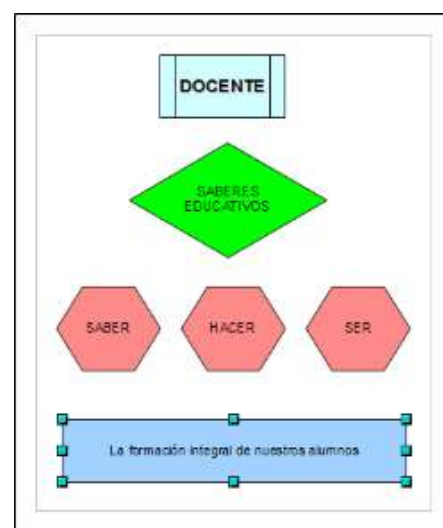 DOCENTE
SABERES
EDUCATIVOS
SABER
HACER
SER
La formación integral de nuestros alumnos